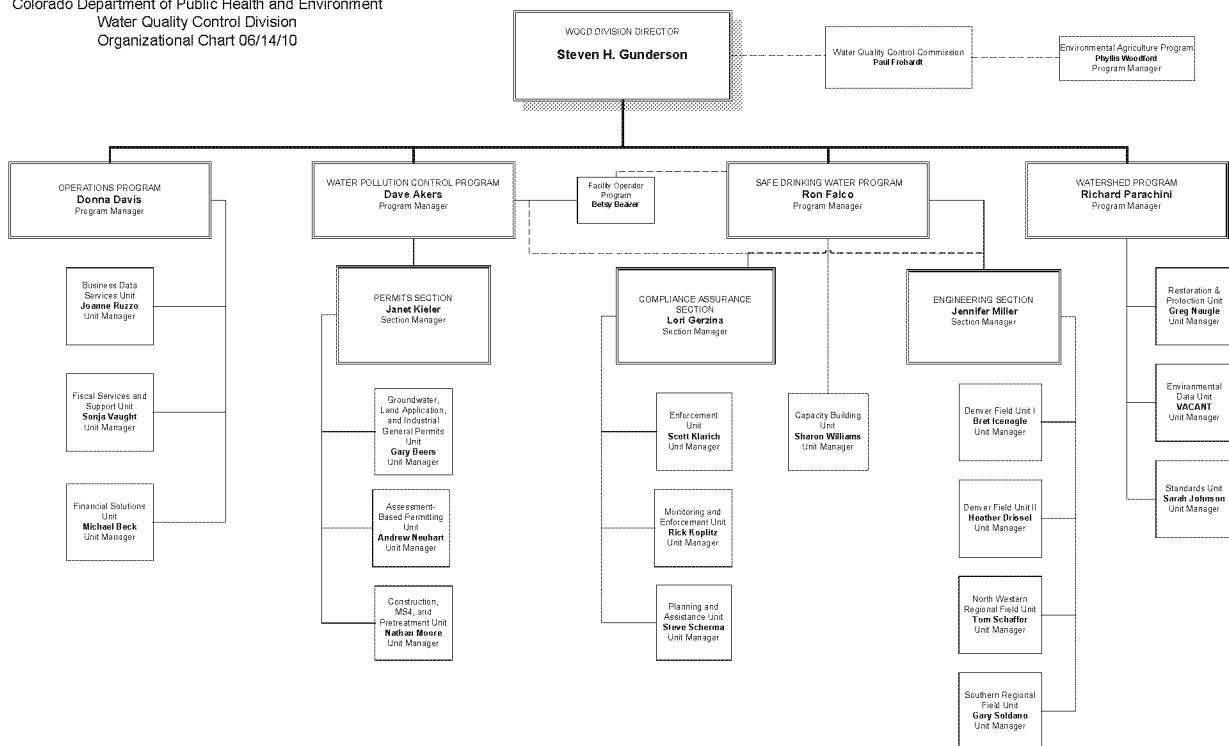 Colorado Department of Public Health and Environment
Water Quality Control Division
Organizational Chart 06/14/10
WQCD DIVISION DIRECTOR
Steven H. Gunderson
Water Quality Control Commission
Paul Frohardt
Environmental Agriculture Program
Phyllis Woodford
Program Manager
OPERATIONS PROGRAM
Donna Davis
Program Manager
WATER POLLUTION CONTROL PROGRAM
Dave Akers
Program Manager
Facility Operator
Program
Betsy Beaver
SAFE DRINKING WATER PROGRAM
Ron Falco
Program Manager
WATERSHED PROGRAM
Richard Parachini
Program Manager
Business Data
Services Unit
Joanne Ruzzo
Unit Manager
Fiscal Services and
Support Unit
Sonja Vaught
Unit Manager
Financial Solutions
Unit
Michael Beck
Unit Manager
PERMITS SECTION
Janet Kieler
Section Manager
Groundwater,
Land Application,
and Industrial
General Permits
Unit
Gary Beers
Unit Manager
Assessment-
Based Permitting
Unit
Andrew Neuhart
Unit Manager
Construction,
MS4, and
Pretreatment Unit
Nathan Moore
Unit Manager
COMPLIANCE ASSURANCE
SECTION
Lori Gerzina
Section Manager
Enforcement
Unit
Scott Klarich
Unit Manager
Monitoring and
Enforcement Unit
Rick Koplitz
Unit Manager
Planning and
Assistance Unit
Steve Scherma
Unit Manager
Capacity Building
Unit
Sharon Williams
Unit Manager
ENGINEERING SECTION
Jennifer Miller
Section Manager
Denver Field Unit I
Bret Icenogle
Unit Manager
Denver Field Unit II
Heather Drissel
Unit Manager
North Western
Regional Field Unit
Tom Schaffer
Unit Manager
Southern Regional
Field Unit
Gary Soldano
Unit Manager
Restoration &
Protection Unit
Greg Naugle
Unit Manager
Environmental
Data Unit
VACANT
Unit Manager
Standards Unit
Sarah Johnson
Unit Manager